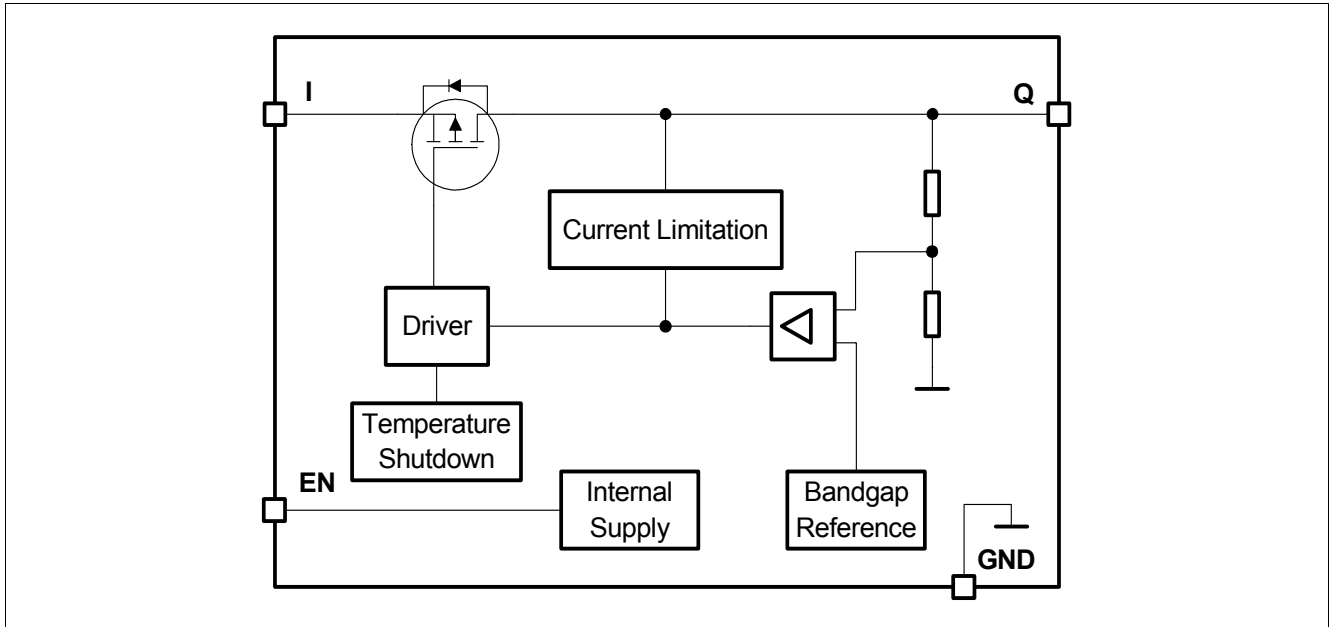 I
Q
Current Limitation
Driver
Temperature
Shutdown
EN
Internal
Supply
Bandgap
Reference
GND